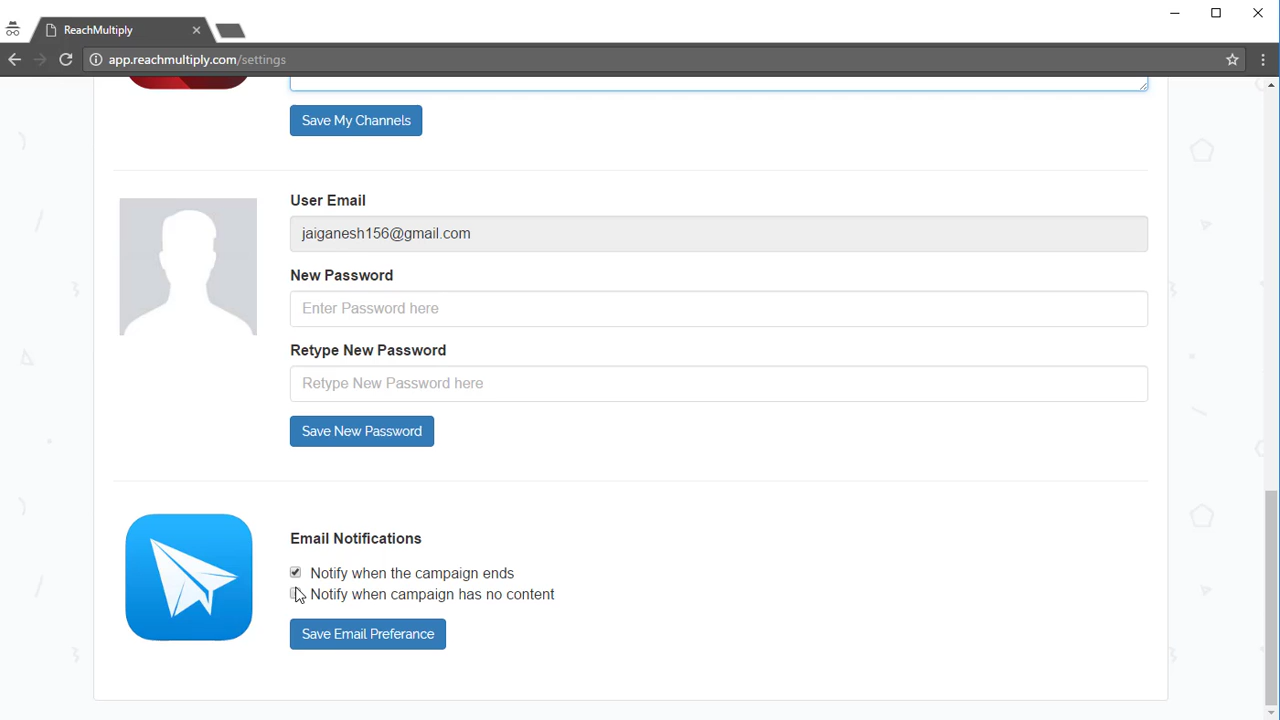 ReachMultiply
app.reachmultiply.com/settings
Save My Channels
User Email
jaiganesh156@gmail.com
New Password
Enter Password here
Retype New Password
Retype New Password here
Save New Password
Email Notifications
Notify when the campaign ends
Notify when campaign has no content
Save Email Preferance